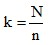 k = N/n